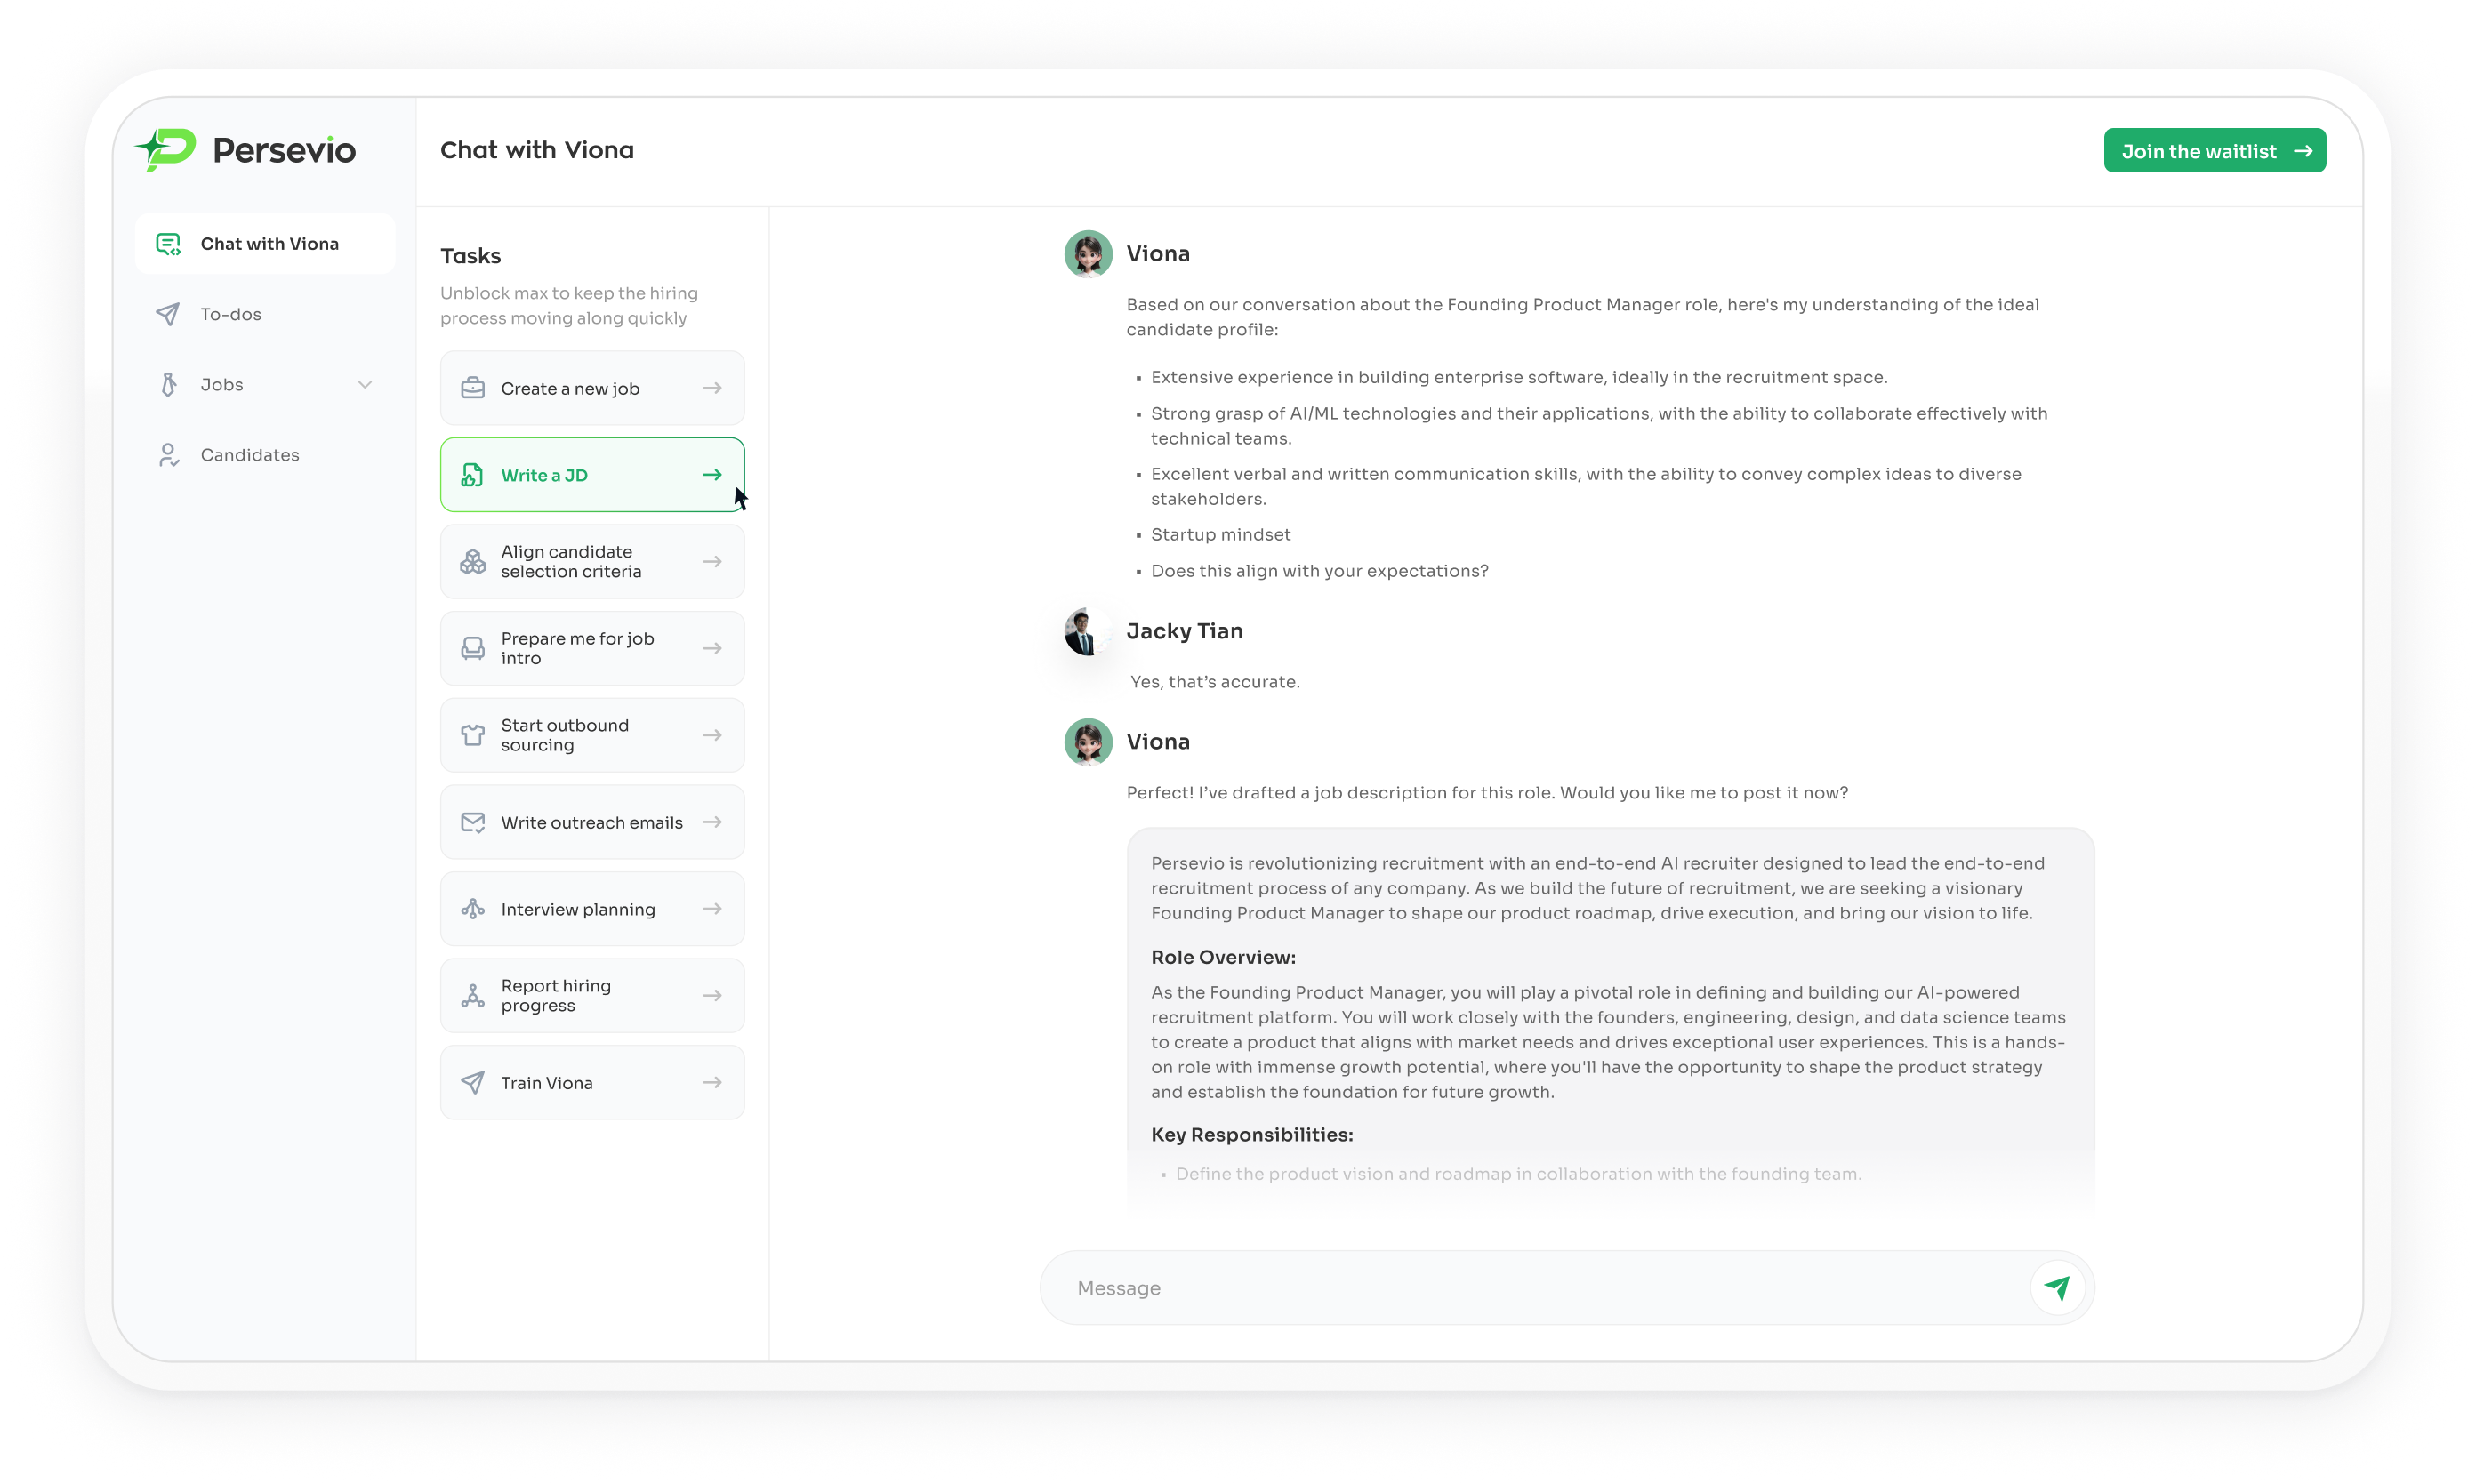 Persevio
Chat with Viona
To-dos
Jobs
Candidates
Chat with Viona
Join the waitlist
Tasks
Unblock max to keep the hiring
process moving along quickly
Create a new job
Write a JD
Align candidate
selection criteria
Prepare me for job
intro
Start outbound
sourcing
Write outreach emails
Interview planning
Report hiring
progress
Train Viona
Viona
Based on our conversation about the Founding Product Manager role, here's my understanding of the ideal
candidate profile:
▪ Extensive experience in building enterprise software, ideally in the recruitment space.
▪ Strong grasp of AI/ML technologies and their applications, with the ability to collaborate effectively with
technical teams.
▪ Excellent verbal and written communication skills, with the ability to convey complex ideas to diverse
stakeholders.
▪ Startup mindset
▪ Does this align with your expectations?
Jacky Tian
Yes, that’s accurate.
Viona
Perfect! I’ve drafted a job description for this role. Would you like me to post it now?
Persevio is revolutionizing recruitment with an end-to-end AI recruiter designed to lead the end-to-end
recruitment process of any company. As we build the future of recruitment, we are seeking a visionary
Founding Product Manager to shape our product roadmap, drive execution, and bring our vision to life.
Role Overview:
As the Founding Product Manager, you will play a pivotal role in defining and building our AI-powered
recruitment platform. You will work closely with the founders, engineering, design, and data science teams
to create a product that aligns with market needs and drives exceptional user experiences. This is a hands-
on role with immense growth potential, where you'll have the opportunity to shape the product strategy
and establish the foundation for future growth.
Key Responsibilities:
▪ Define the product vision and roadmap in collaboration with the founding team.
Message